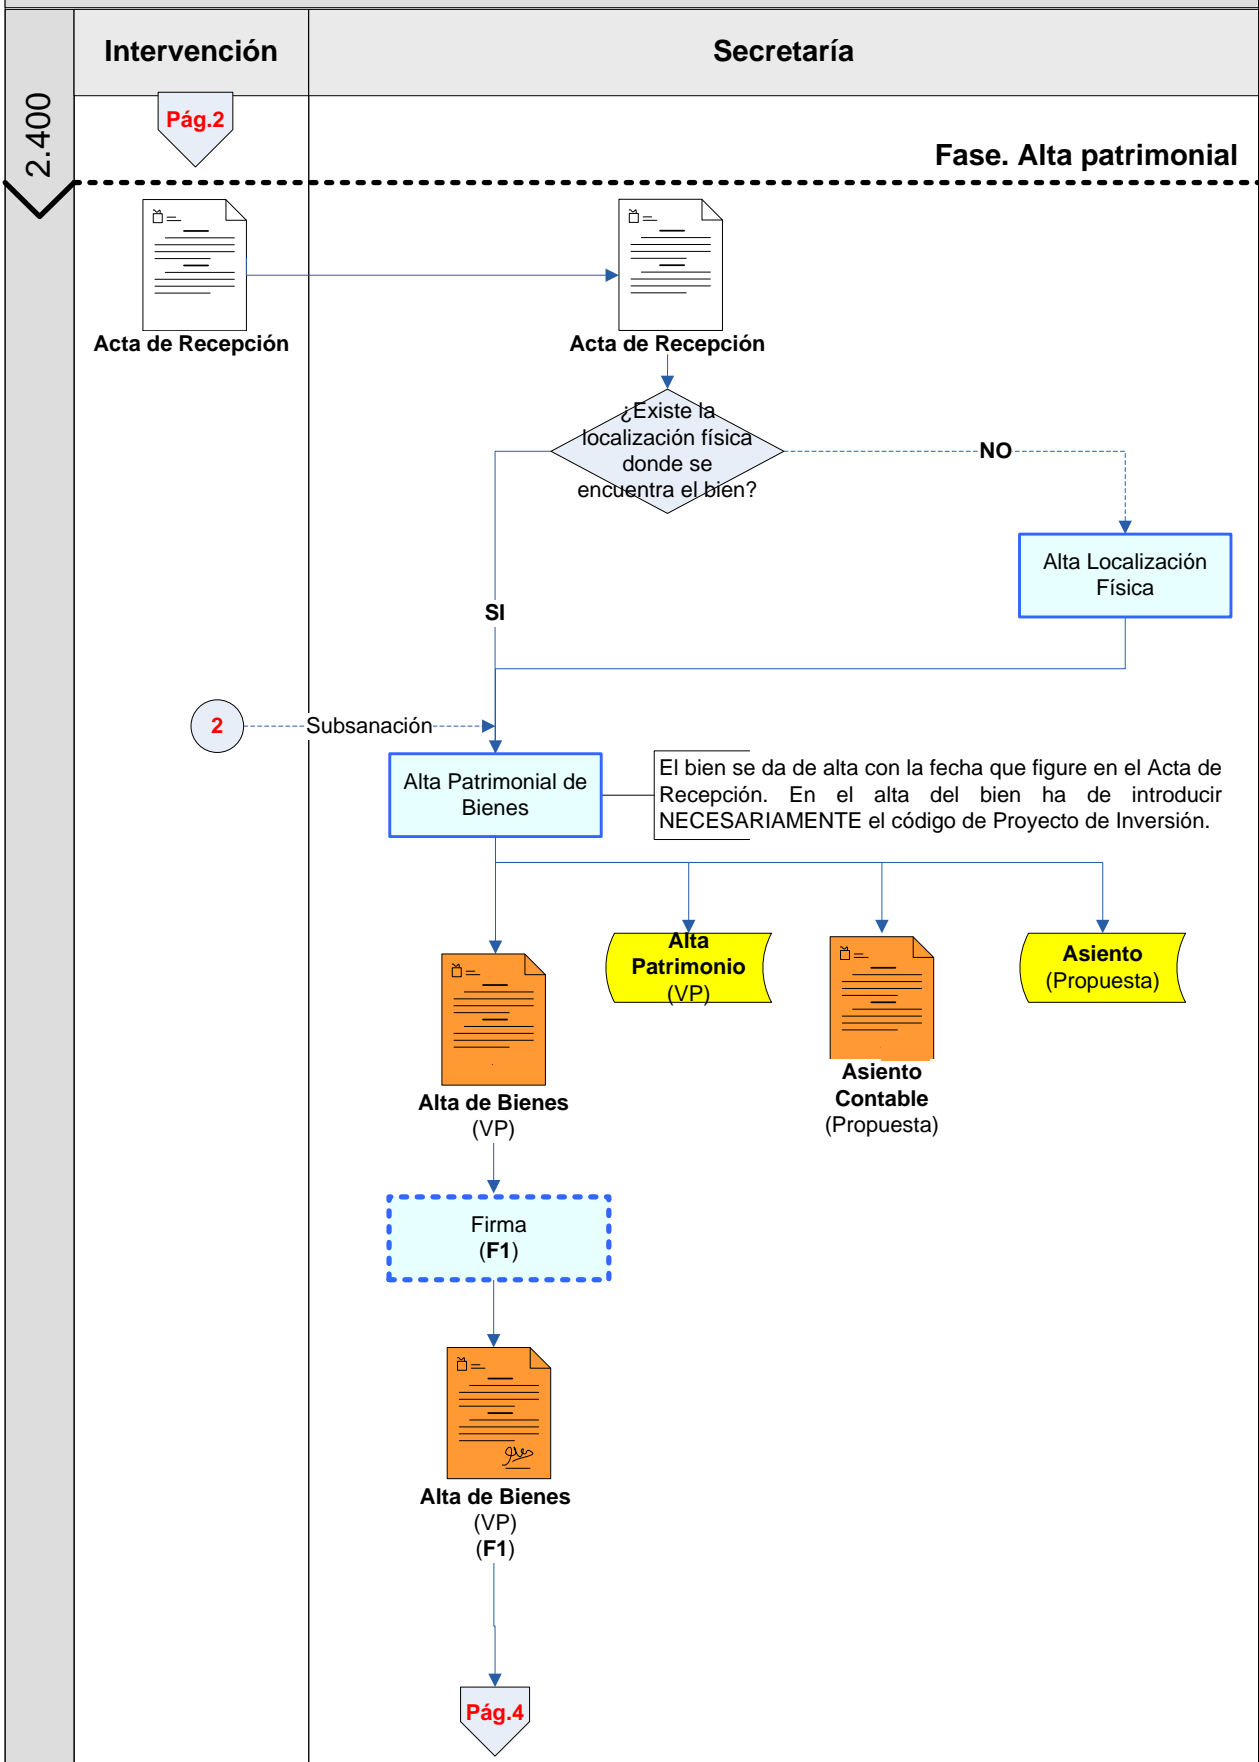 Intervención
Secretaría
2.400
Pág.2
Fase. Alta patrimonial
Acta de Recepción
Acta de Recepción
¿Existe la
localización física
donde se
encuentra el bien?
NO
Alta Localización
Física
SI
2
Subsanación
Alta Patrimonial de
Bienes
El bien se da de alta con la fecha que figure en el Acta de
Recepción. En el alta del bien ha de introducir
NECESARIAMENTE el código de Proyecto de Inversión.
Alta
Patrimonio
(VP)
Asiento
(Propuesta)
Asiento
Contable
(Propuesta)
Alta de Bienes
(VP)
Firma
(F1)
Alta de Bienes
(VP)
(F1)
Pág.4